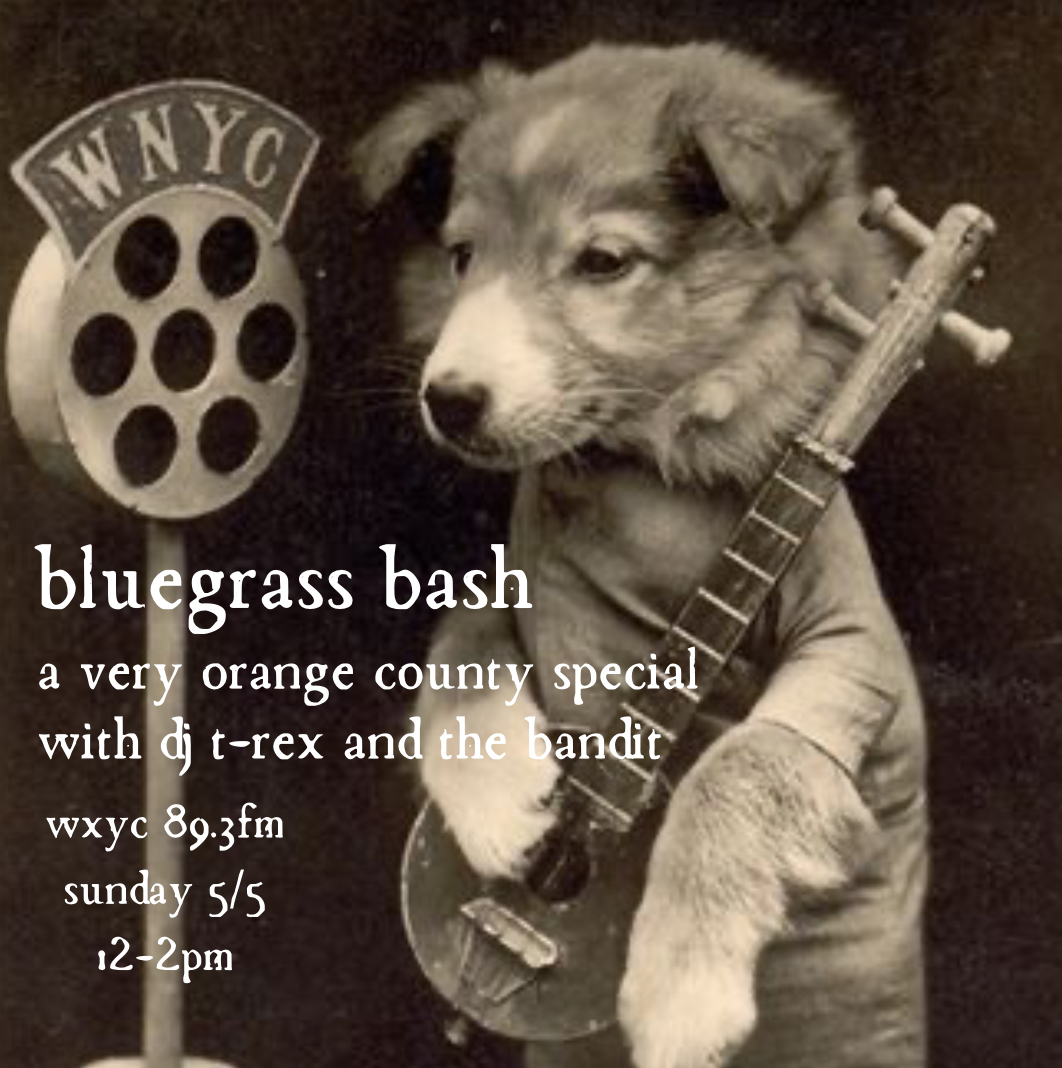 WNYC
bluegrass bash
a very orange county special
with dj t-rex and the bandit
wxyc 89.3fm
sunday 5/5
12-2pm